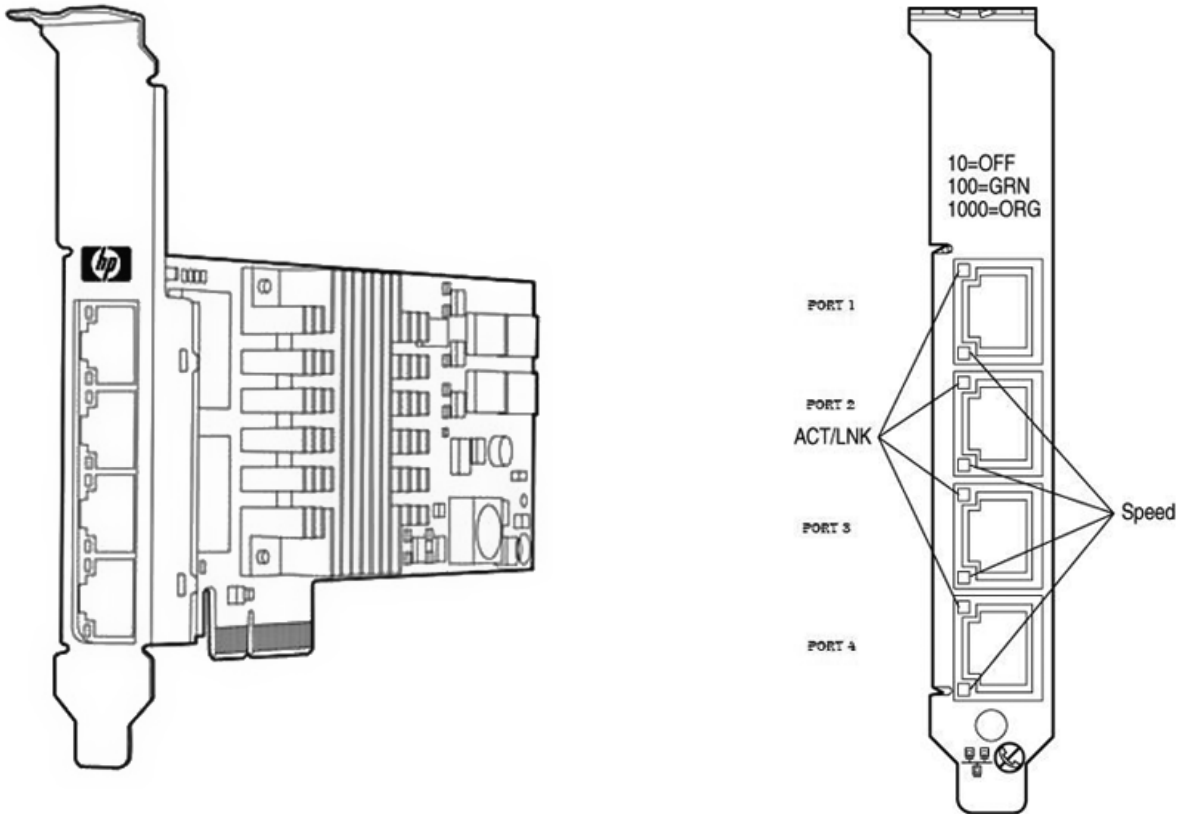 hp
10=OFF
100=GRN
1000=ORG
PORT 1
PORT 2
ACT/LNK
PORT 3
Speed
PORT 4